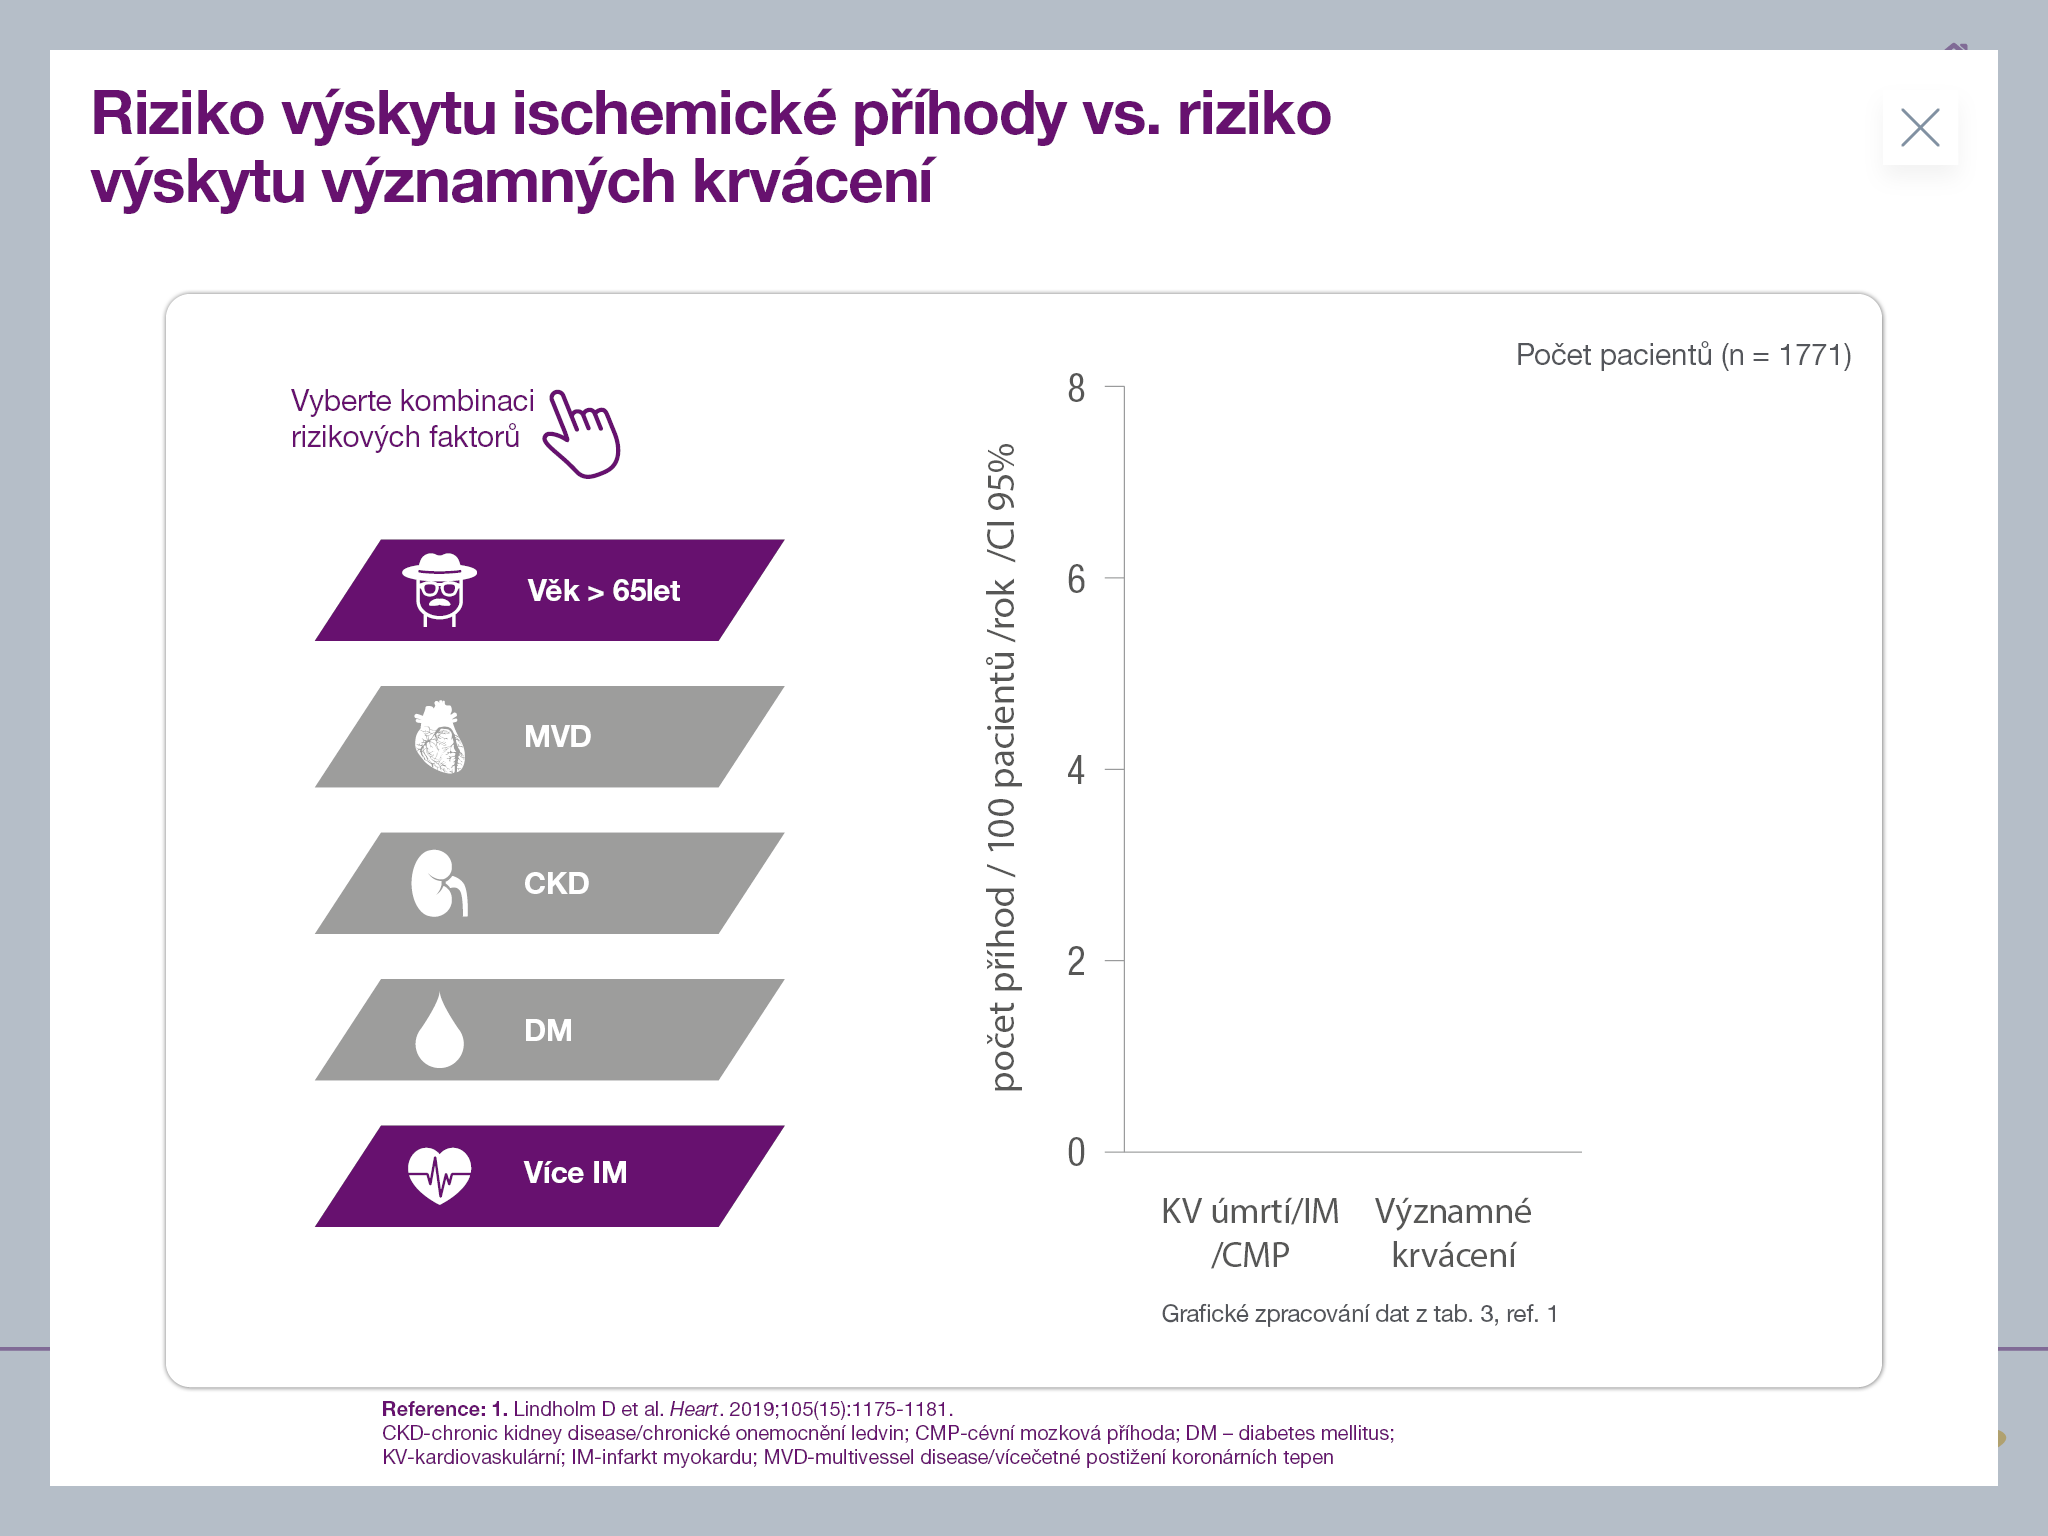 Riziko výskytu ischemické příhody vs. riziko
výskytu významných krvácení
Počet pacientů (n = 1771)
Vyberte kombinaci
rizikových faktorů
Věk > 65let
MVD
CKD
DM
Více IM
počet příhod / 100 pacientů /rok /CI 95%
8
6
4
2
0
KV úmrtí/IM
/CMP
Významné
krvácení
Grafické zpracování dat z tab. 3, ref. 1
Reference: 1. Lindholm D et al. Heart. 2019;105(15):1175-1181.
CKD-chronic kidney disease/chronické onemocnění ledvin; CMP-cévní mozková příhoda; DM – diabetes mellitus;
KV-kardiovaskulární; IM-infarkt myokardu; MVD-multivessel disease/vícečetné postižení koronárních tepen